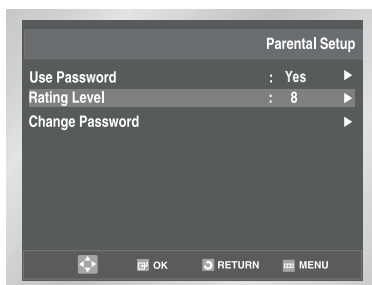 Parental Setup
Use Password : Yes
Rating Level : 8
Change Password
OK RETURN MENU